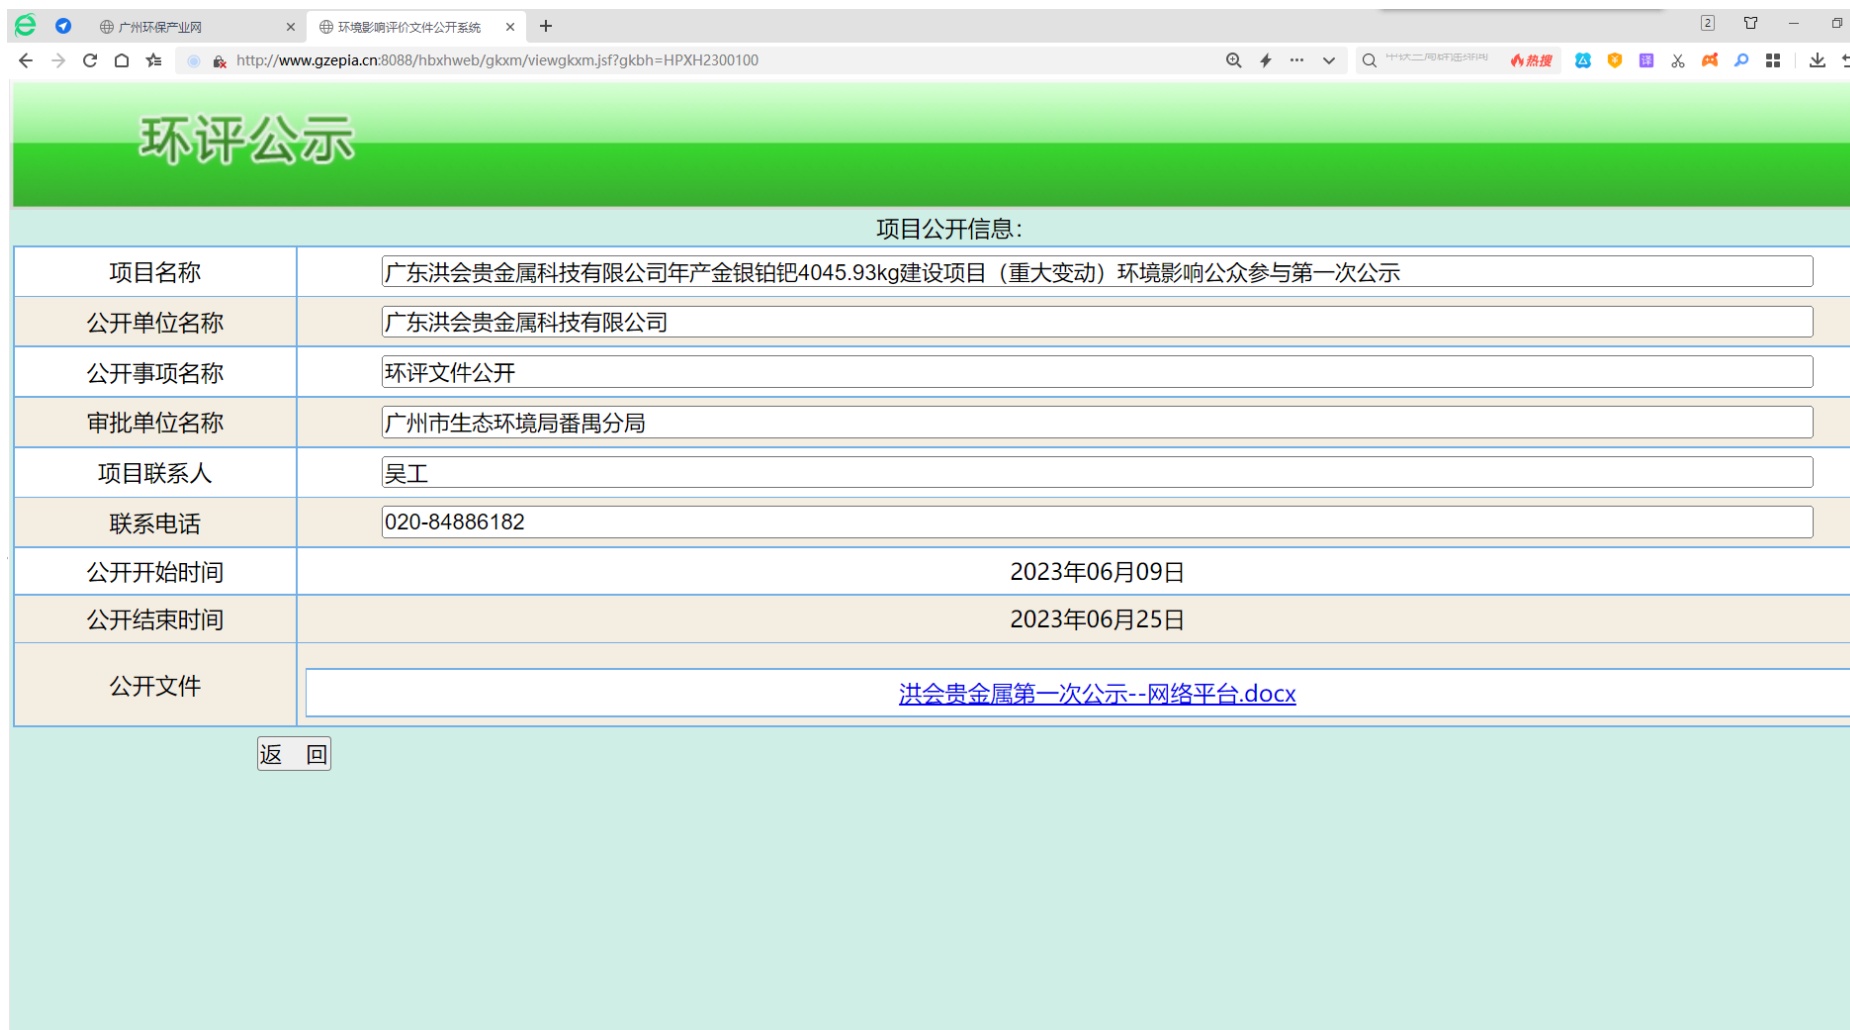 广州环保产业网
环境影响评价文件公开系统
2
http://www.gzepia.cn:8088/hbxhweb/gkxm/viewgkxm.jsf?gkbh=HPXH2300100
热搜
译
环评公示
项目公开信息：
项目名称 广东洪会贵金属科技有限公司年产金银铂钯4045.93kg建设项目（重大变动）环境影响公众参与第一次公示
公开单位名称 广东洪会贵金属科技有限公司
公开事项名称 环评文件公开
审批单位名称 广州市生态环境局番禺分局
项目联系人 吴工
联系电话 020-84886182
公开开始时间 2023年06月09日
公开结束时间 2023年06月25日
公开文件 洪会贵金属第一次公示--网络平台.docx
返 回